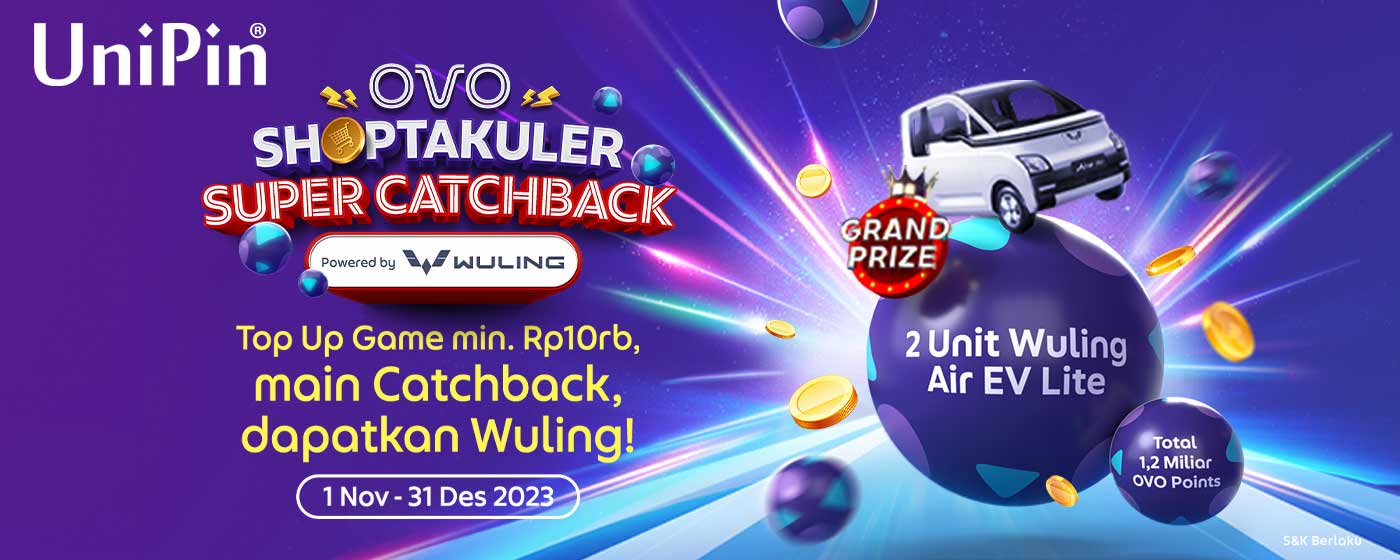 UniPin®
OVO
SHOPTAKULER
SUPER CATCHBACK
Powered by WULING
Top Up Game min. Rp10rb,
main Catchback,
dapatkan Wuling!
1 Nov - 31 Des 2023
GRAND
PRIZE
2 Unit Wuling
Air EV Lite
Total
1,2 Miliar
OVO Points
S&K Berlaku